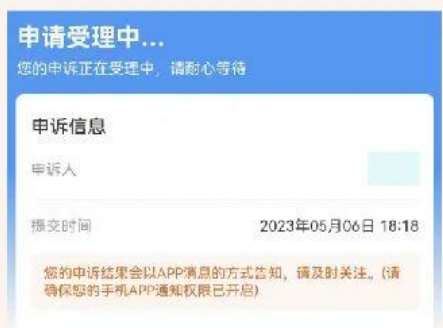 申请受理中...
您的申诉正在受理中，请耐心等待
申诉信息
申诉人
提交时间 2023年05月06日 18:18
您的申诉结果会以APP消息的方式告知，请及时关注。(请
确保您的手机APP通知权限已开启)